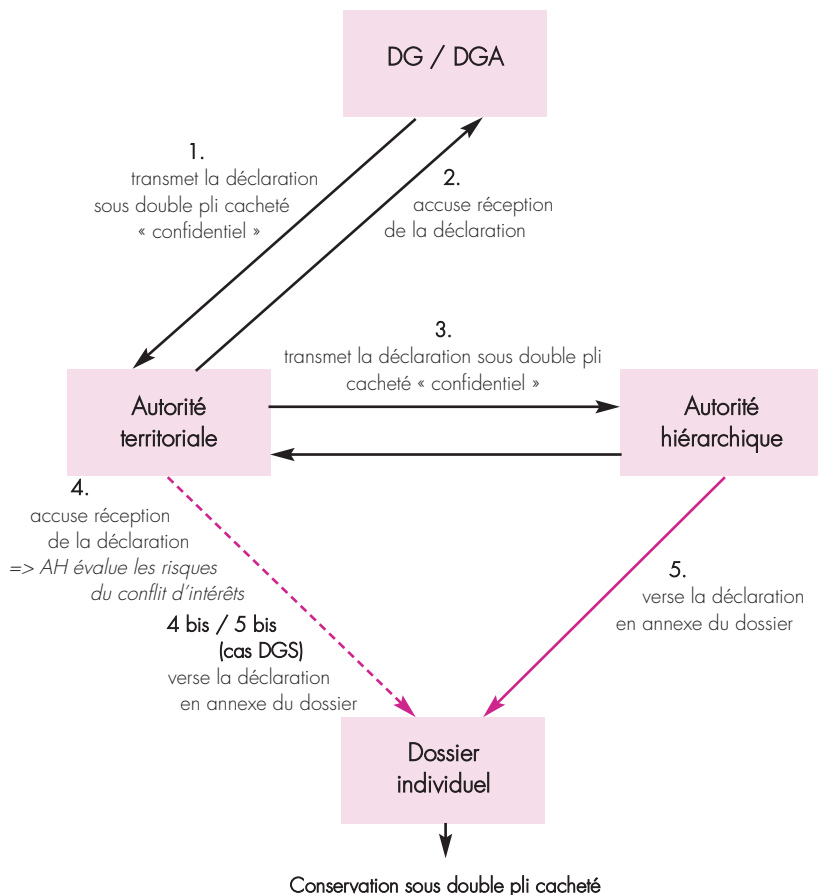 DG / DGA
1.
transmet la déclaration
sous double pli cacheté
« confidentiel »
2.
accuse réception
de la déclaration
3.
transmet la déclaration sous double pli
cacheté « confidentiel »
Autorité
territoriale
Autorité
hiérarchique
4.
accuse réception
de la déclaration
=> AH évalue les risques
du conflit d’intérêts
4 bis / 5 bis
(cas DGS)
verse la déclaration
en annexe du dossier
5.
verse la déclaration
en annexe du dossier
Dossier
individuel
Conservation sous double pli cacheté